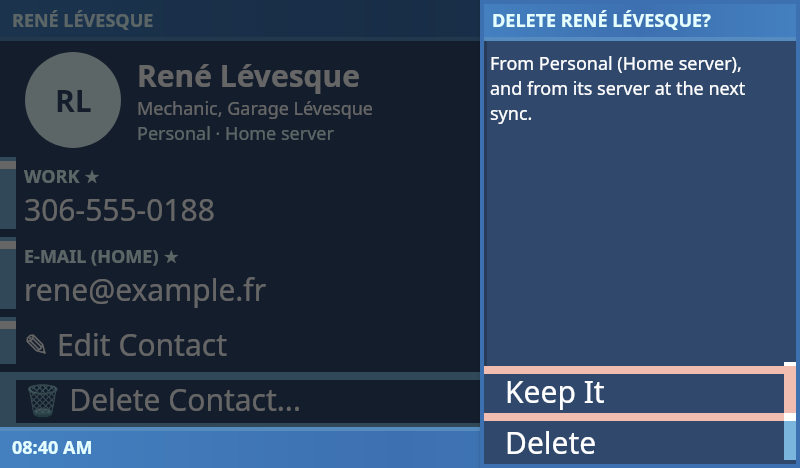 RENÉ LÉVESQUE
RL
René Lévesque
Mechanic, Garage Lévesque
Personal · Home server
WORK ★
306-555-0188
E-MAIL (HOME) ★
rene@example.fr
✎ Edit Contact
🗑 Delete Contact...
08:40 AM
DELETE RENÉ LÉVESQUE?
From Personal (Home server),
and from its server at the next
sync.
Keep It
Delete